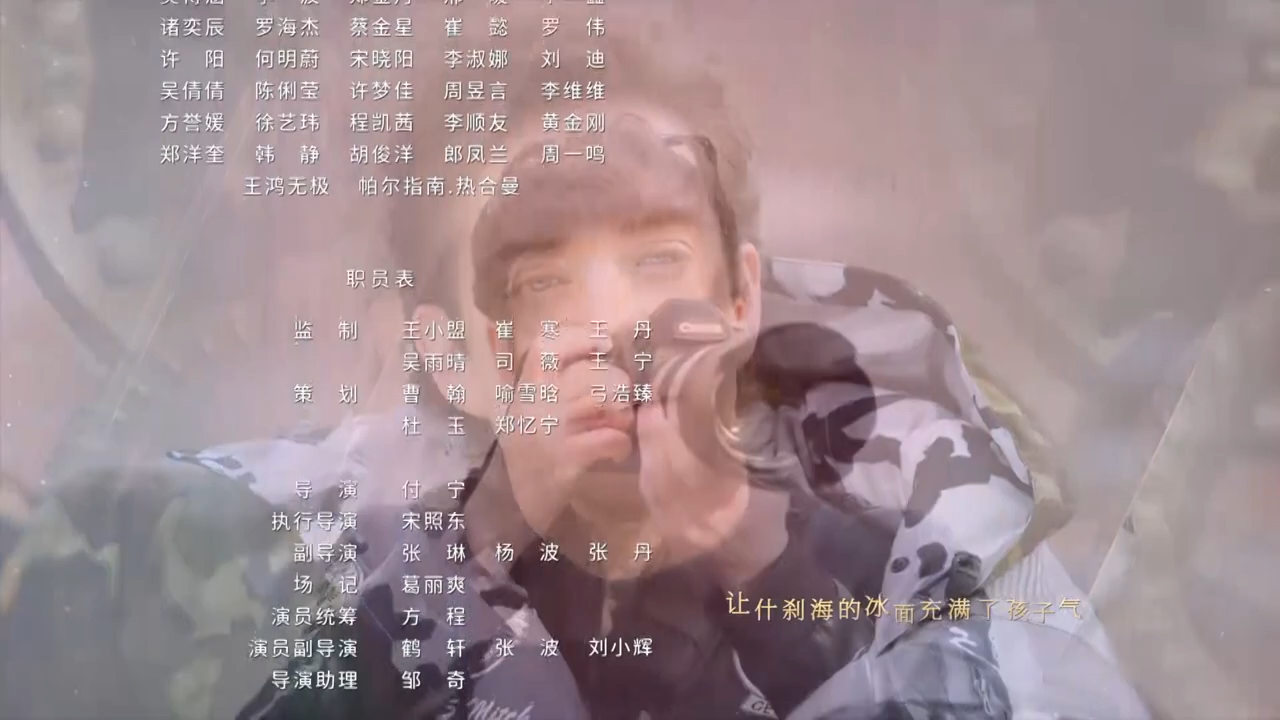 诸奕辰 罗海杰 蔡金星 崔 懿 罗 伟
许 阳 何明蔚 宋晓阳 李淑娜 刘 迪
吴倩倩 陈俐莹 许梦佳 周昱言 李维维
方誉媛 徐艺玮 程凯茜 李顺友 黄金刚
郑洋奎 韩 静 胡俊洋 郎凤兰 周一鸣
王鸿无极 帕尔指南.热合曼
职员表
监 制 王小盟 崔 寒 王 丹
吴雨晴 司 薇 王 宁
策 划 曹 翰 喻雪晗 弓浩臻
杜 玉 郑忆宁
导 演 付 宁
执行导演 宋照东
副导演 张 琳 杨 波 张 丹
场 记 葛丽爽
让什刹海的冰面充满了孩子气
演员统筹 方 程
演员副导演 鹤 轩 张 波 刘小辉
导演助理 邹 奇